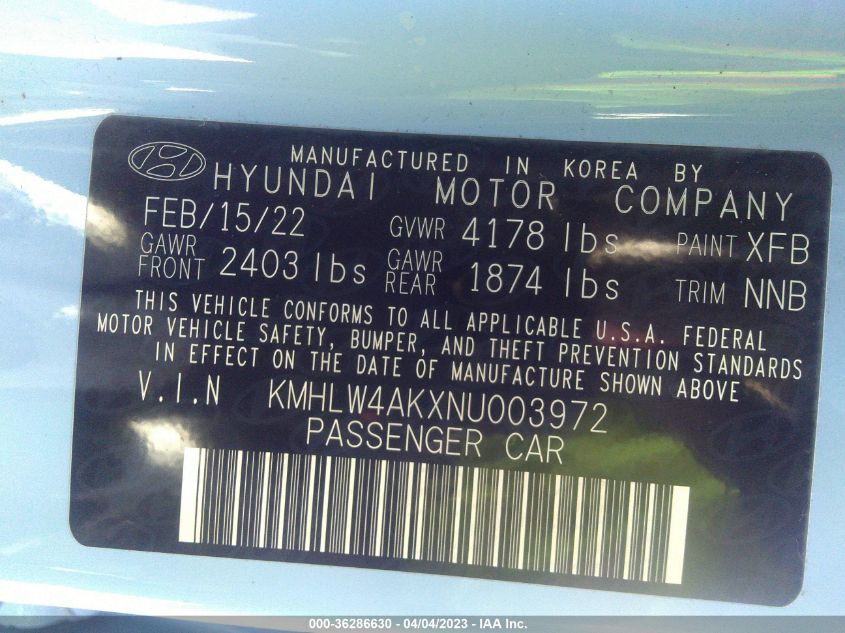 MANUFACTURED IN KOREA BY
HYUNDAI MOTOR COMPANY
FEB/15/22 GVWR 4178 lbs PAINT XFB
GAWR FRONT 2403 lbs GAWR REAR 1874 lbs TRIM NNB
THIS VEHICLE CONFORMS TO ALL APPLICABLE U.S.A. FEDERAL
MOTOR VEHICLE SAFETY, BUMPER, AND THEFT PREVENTION STANDARDS
IN EFFECT ON THE DATE OF MANUFACTURE SHOWN ABOVE
V.I.N KMHLW4AKXNU003972
PASSENGER CAR
000-36286630 - 04/04/2023 - IAA Inc.